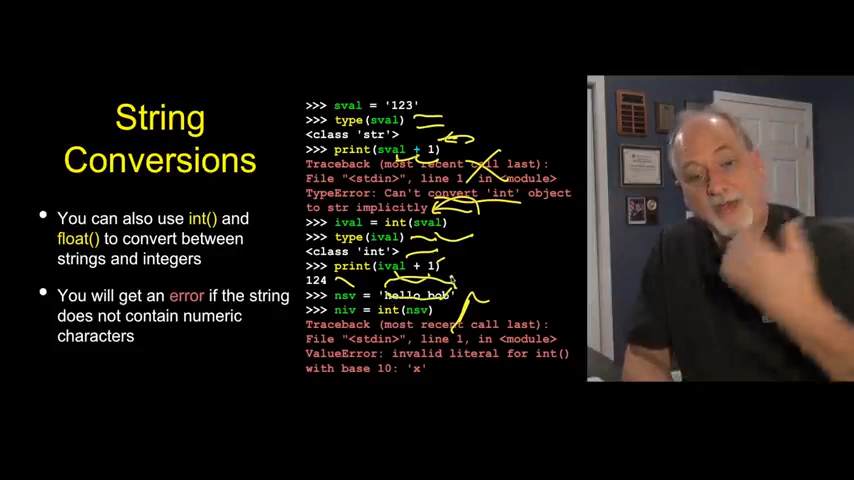 String
Conversions
• You can also use int() and
float() to convert between
strings and integers
• You will get an error if the string
does not contain numeric
characters
>>> sval = '123'
>>> type(sval)
<class 'str'>
>>> print(sval + 1)
Traceback (most recent call last):
File "<stdin>", line 1, in <module>
TypeError: Can't convert 'int' object
to str implicitly
>>> ival = int(sval)
>>> type(ival)
<class 'int'>
>>> print(ival + 1)
124
>>> nsv = 'hello bob'
>>> niv = int(nsv)
Traceback (most recent call last):
File "<stdin>", line 1, in <module>
ValueError: invalid literal for int()
with base 10: 'x'